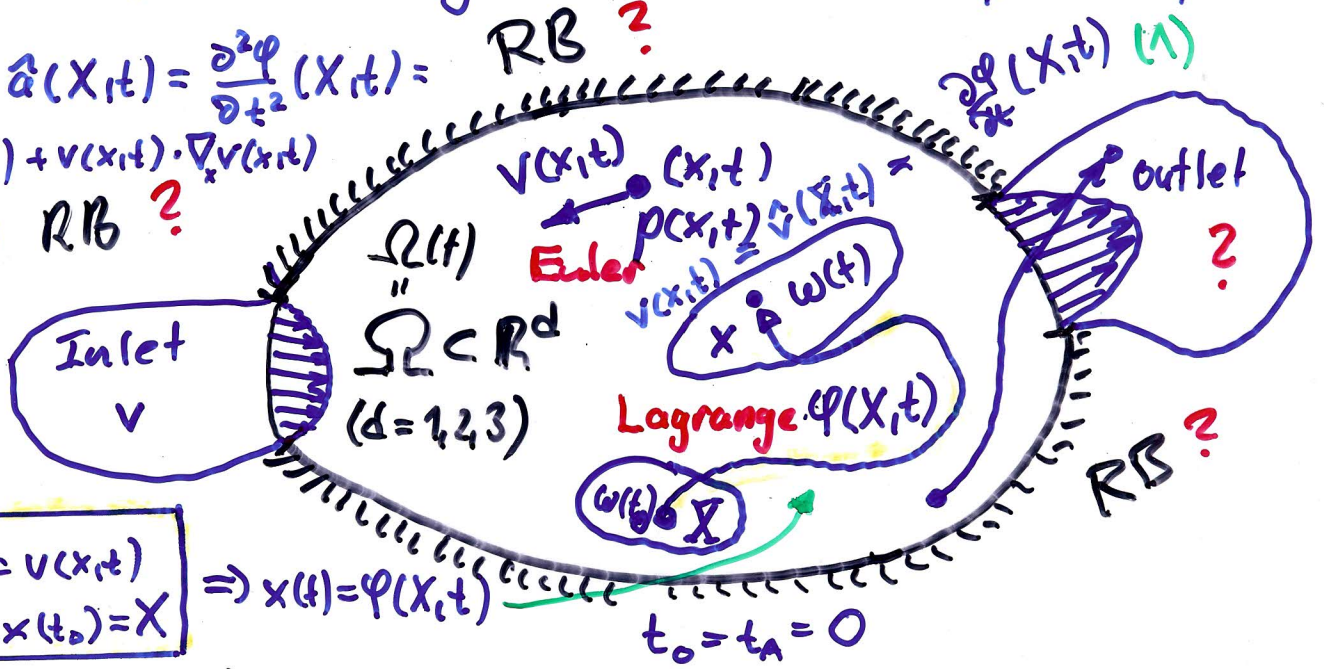 RB ?
â(X,t) = ∂²φ/∂t² (X,t) =
) + v(x,t) · ∇ₓv(x,t)
RB ?
∂φ/∂t (X,t) (1)
v(x,t) (x,t)
p(x,t)
Euler
v(x,t) = v̂(X,t)
Ω(t)
=
Ω ⊂ ℝᵈ
(d=1,2,3)
Inlet
v
x ω(t)
outlet
?
Lagrange φ(X,t)
ω(t₀) X
RB ?
= v(x,t)
x(t₀) = X
⇒ x(t) = φ(X,t)
t₀ = t_A = 0